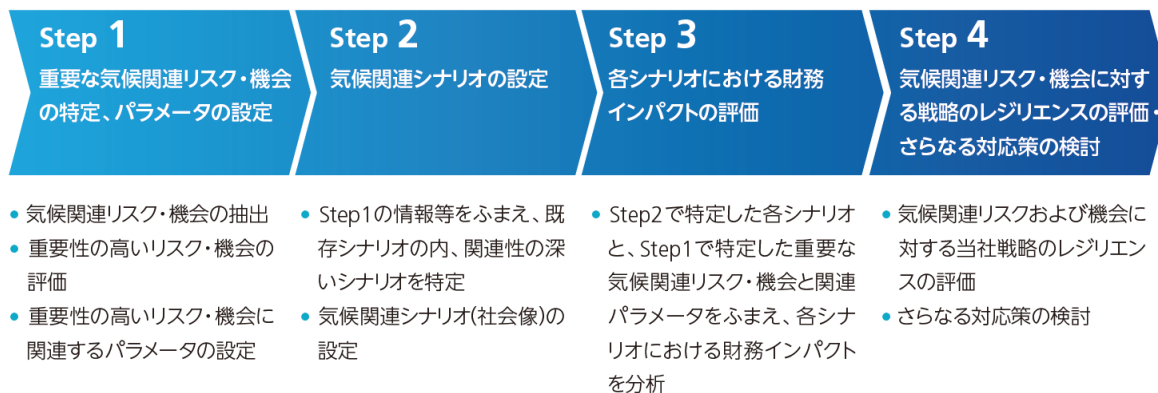 Step 1
重要な気候関連リスク・機会
の特定、パラメータの設定
Step 2
気候関連シナリオの設定
Step 3
各シナリオにおける財務
インパクトの評価
Step 4
気候関連リスク・機会に対す
る戦略のレジリエンスの評価・
さらなる対応策の検討
• 気候関連リスク・機会の抽出
• 重要性の高いリスク・機会の
評価
• 重要性の高いリスク・機会に
関連するパラメータの設定
• Step1の情報等をふまえ、既
存シナリオの内、関連性の深
いシナリオを特定
• 気候関連シナリオ(社会像)の
設定
• Step2で特定した各シナリオ
と、Step1で特定した重要な
気候関連リスク・機会と関連
パラメータをふまえ、各シナ
リオにおける財務インパクト
を分析
• 気候関連リスクおよび機会に
対する当社戦略のレジリエン
スの評価
• さらなる対応策の検討